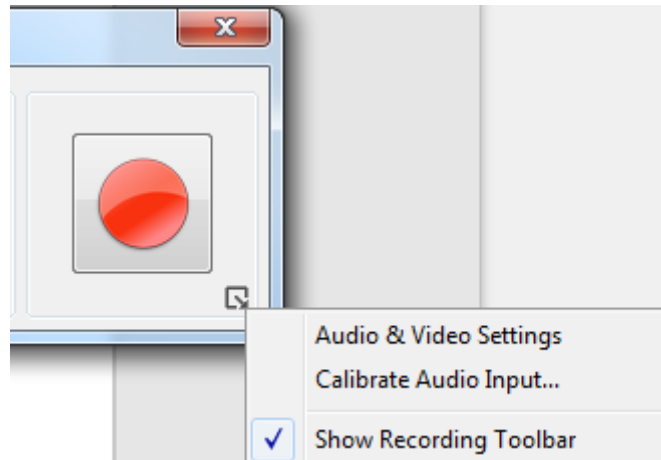 Audio & Video Settings
Calibrate Audio Input...
Show Recording Toolbar